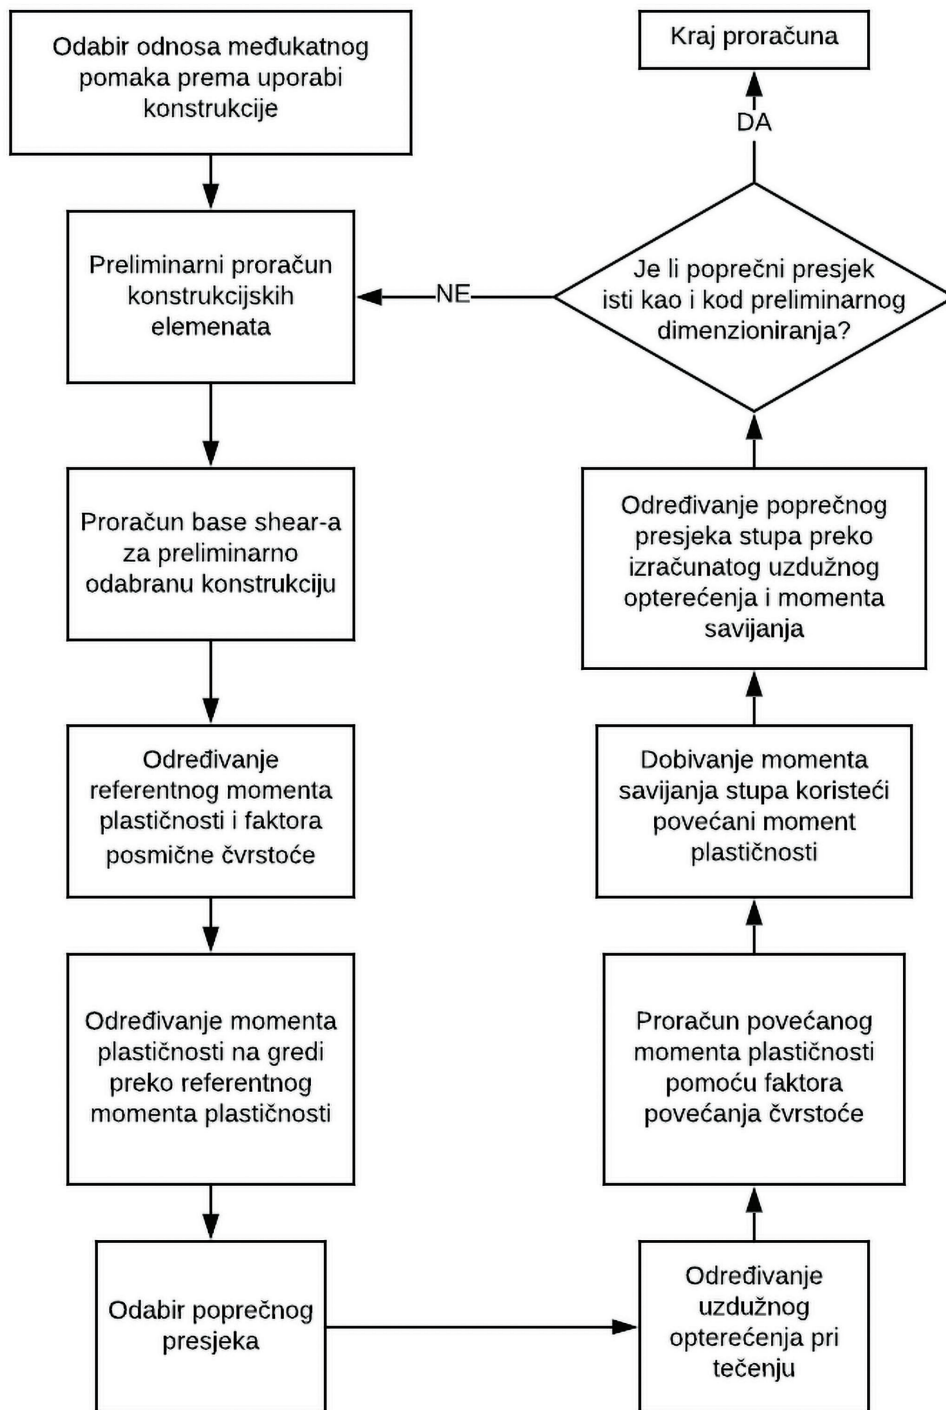 Odabir odnosa međukatnog
pomaka prema uporabi
konstrukcije
Preliminarni proračun
konstrukcijskih
elemenata
Proračun base shear-a
za preliminarno
odabranu konstrukciju
Određivanje
referentnog momenta
plastičnosti i faktora
posmične čvrstoće
Određivanje momenta
plastičnosti na gredi
preko referentnog
momenta plastičnosti
Odabir poprečnog
presjeka
Određivanje
uzdužnog
opterećenja pri
tečenju
Proračun povećanog
momenta plastičnosti
pomoću faktora
povećanja čvrstoće
Dobivanje momenta
savijanja stupa koristeći
povećani moment
plastičnosti
Određivanje poprečnog
presjeka stupa preko
izračunatog uzdužnog
opterećenja i momenta
savijanja
Je li poprečni presjek
isti kao i kod preliminarnog
dimenzioniranja?
NE
DA
Kraj proračuna